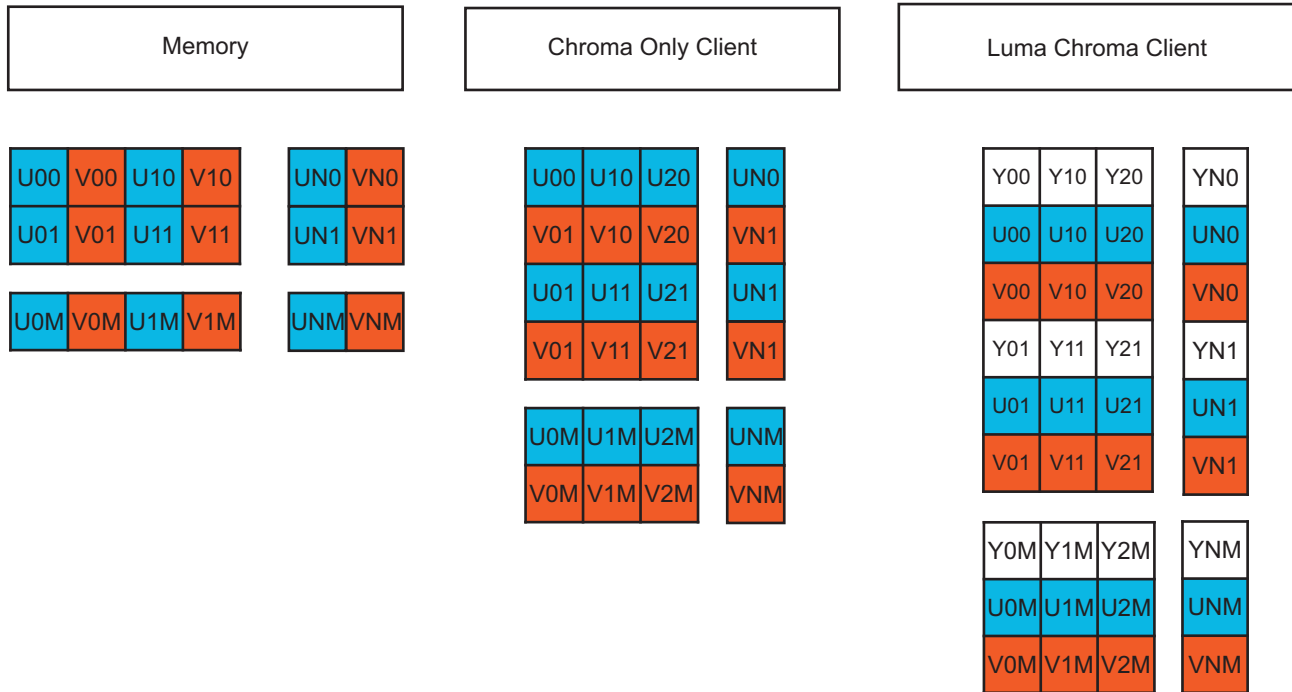 Memory
Chroma Only Client
Luma Chroma Client
U00 V00 U10 V10 UN0 VN0
U01 V01 U11 V11 UN1 VN1
U0M V0M U1M V1M UNM VNM
U00 U10 U20 UN0
V01 V10 V20 VN1
U01 U11 U21 UN1
V01 V11 V21 VN1
U0M U1M U2M UNM
V0M V1M V2M VNM
Y00 Y10 Y20 YN0
U00 U10 U20 UN0
V00 V10 V20 VN0
Y01 Y11 Y21 YN1
U01 U11 U21 UN1
V01 V11 V21 VN1
Y0M Y1M Y2M YNM
U0M U1M U2M UNM
V0M V1M V2M VNM